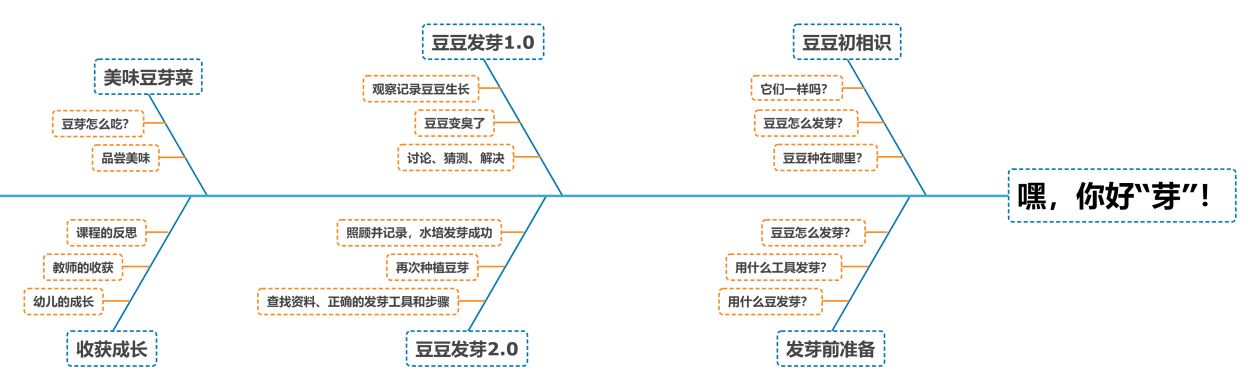 豆豆发芽1.0
豆豆初相识
美味豆芽菜
观察记录豆豆生长
它们一样吗？
豆芽怎么吃？
豆豆变臭了
豆豆怎么发芽？
品尝美味
讨论、猜测、解决
豆豆种在哪里？
嘿，你好“芽”！
课程的反思
照顾并记录，水培发芽成功
豆豆怎么发芽？
教师的收获
再次种植豆芽
用什么工具发芽？
幼儿的成长
查找资料、正确的发芽工具和步骤
用什么豆发芽？
收获成长
豆豆发芽2.0
发芽前准备